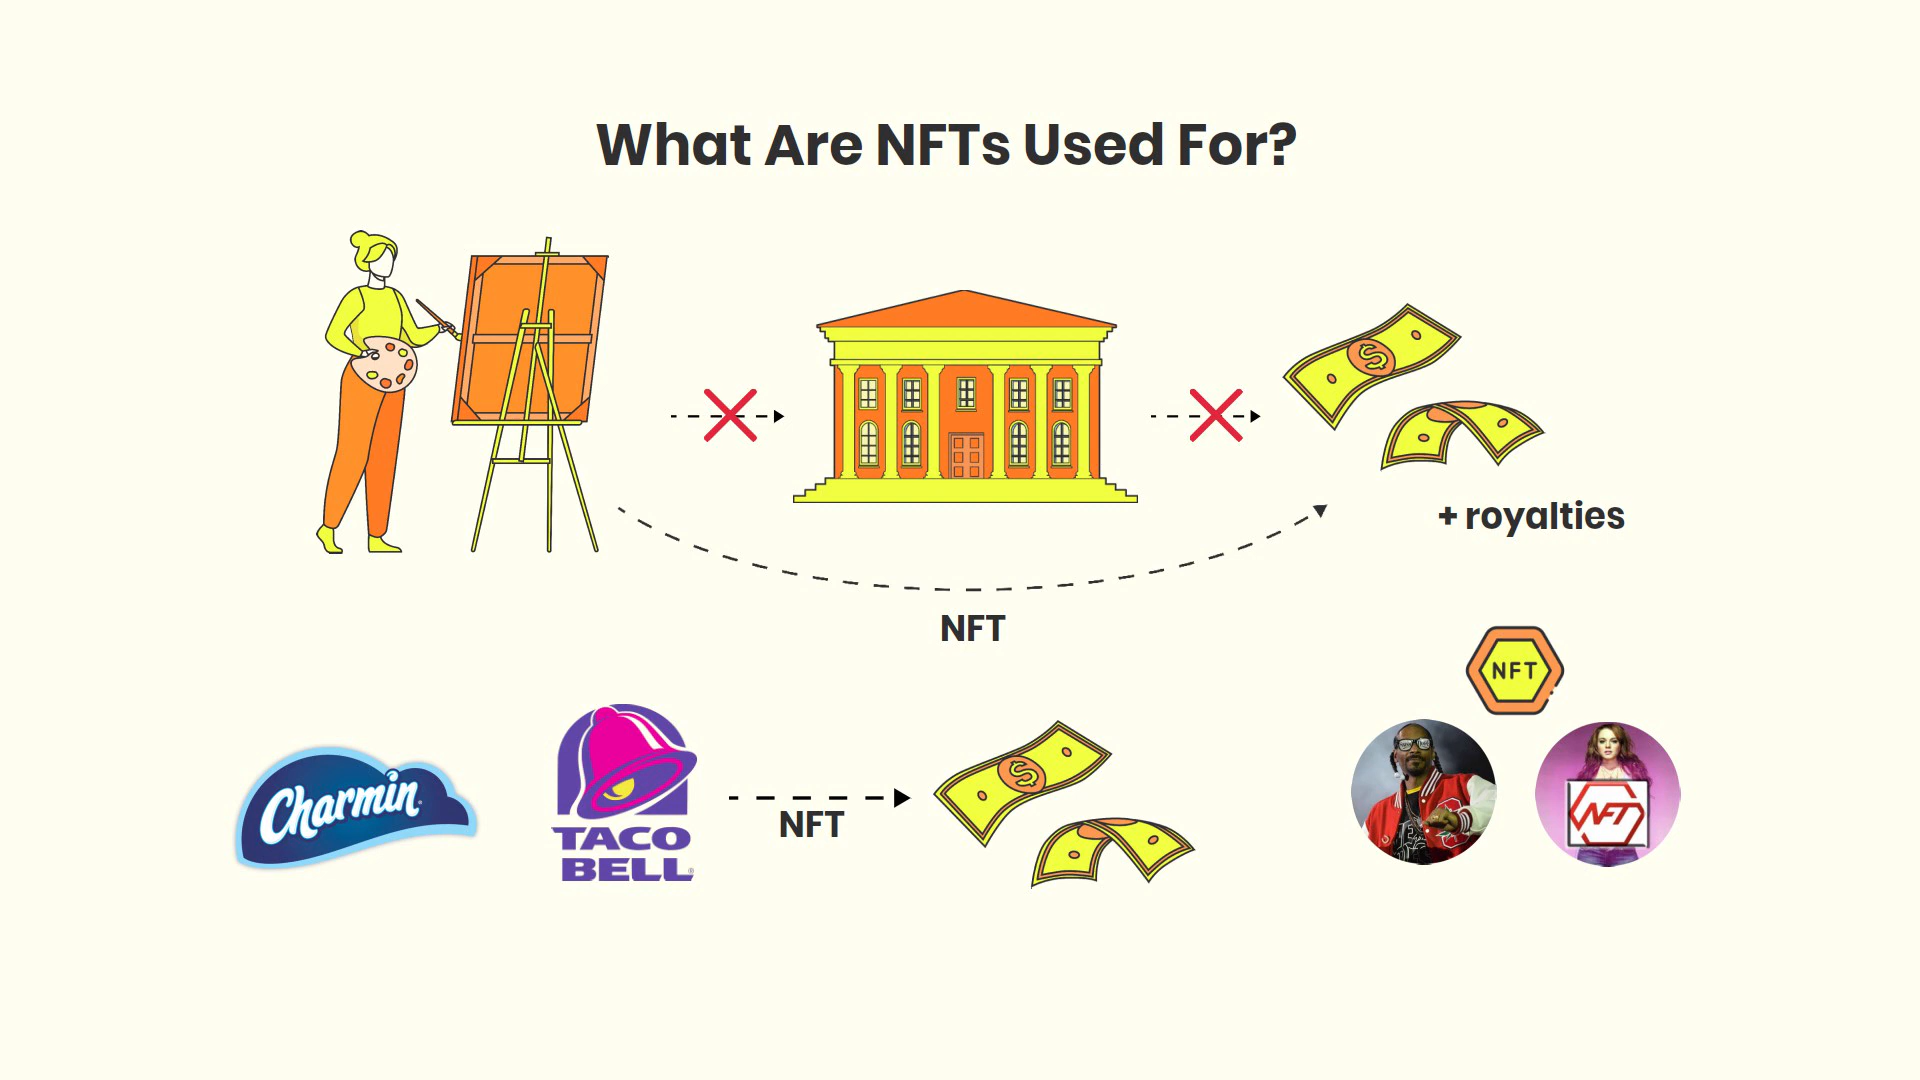 What Are NFTs Used For?
+ royalties
NFT
NFT
Charmin
TACO
BELL
NFT
NFT